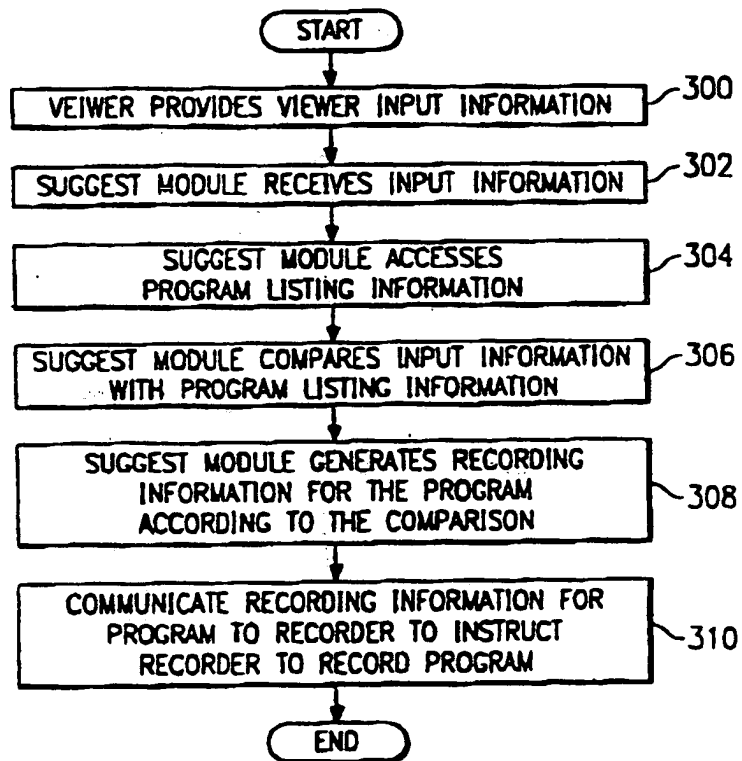 START
VEIWER PROVIDES VIEWER INPUT INFORMATION
300
SUGGEST MODULE RECEIVES INPUT INFORMATION
302
SUGGEST MODULE ACCESSES
PROGRAM LISTING INFORMATION
304
SUGGEST MODULE COMPARES INPUT INFORMATION
WITH PROGRAM LISTING INFORMATION
306
SUGGEST MODULE GENERATES RECORDING
INFORMATION FOR THE PROGRAM
ACCORDING TO THE COMPARISON
308
COMMUNICATE RECORDING INFORMATION FOR
PROGRAM TO RECORDER TO INSTRUCT
RECORDER TO RECORD PROGRAM
310
END